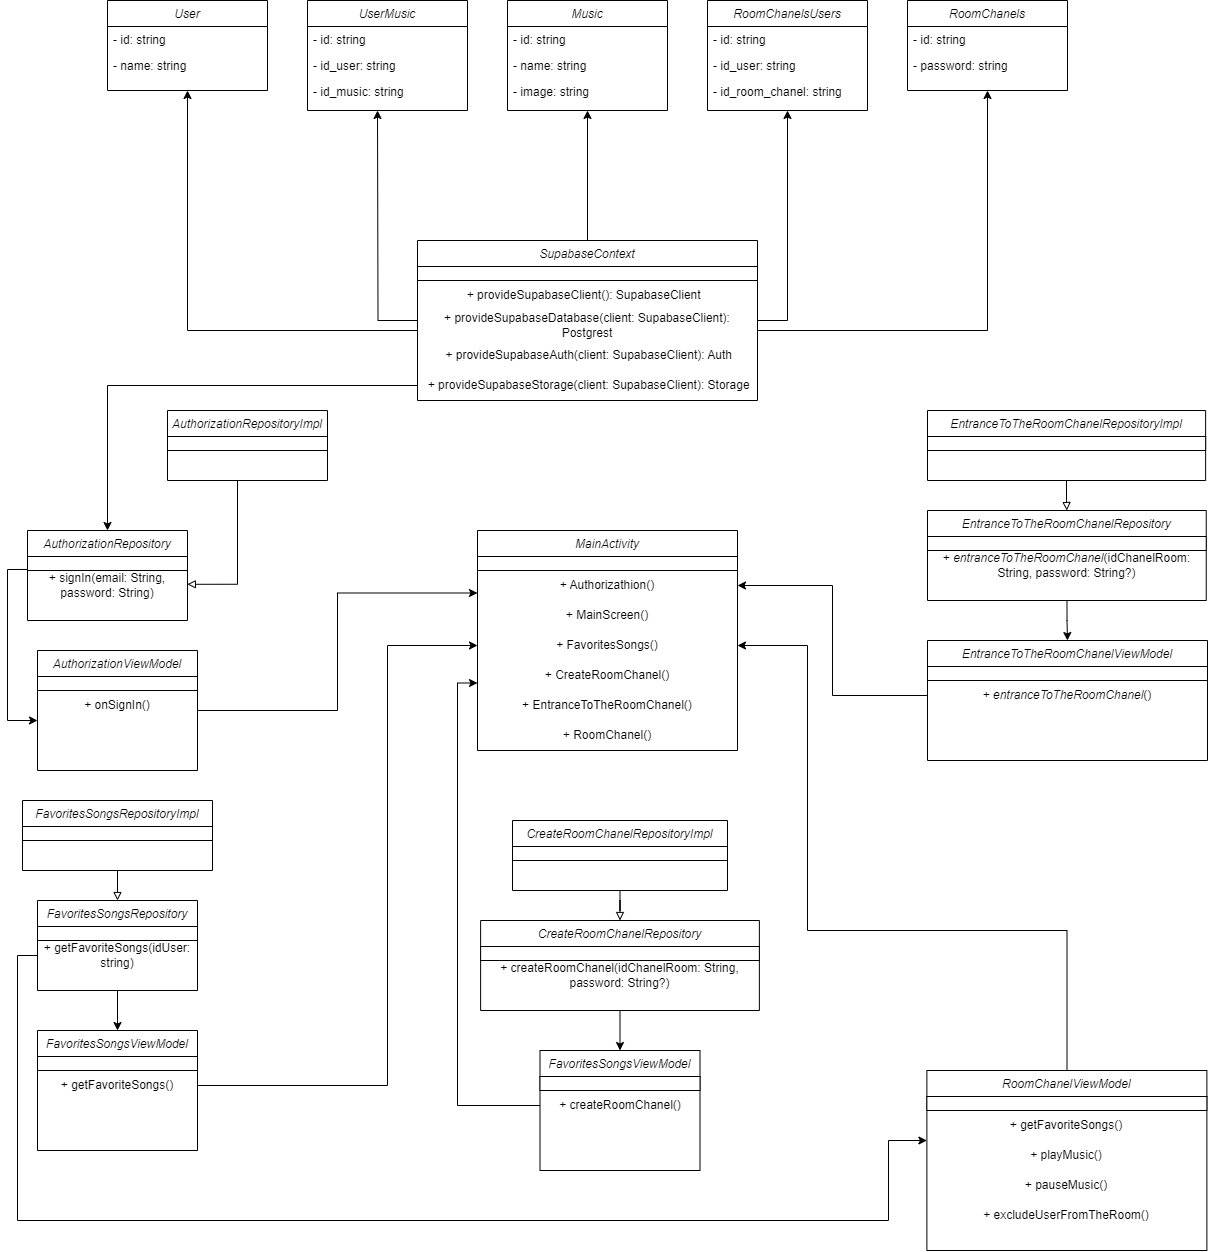 User
- id: string
- name: string
UserMusic
- id: string
- id_user: string
- id_music: string
Music
- id: string
- name: string
- image: string
RoomChanelsUsers
- id: string
- id_user: string
- id_room_chanel: string
RoomChanels
- id: string
- password: string
SupabaseContext
+ provideSupabaseClient(): SupabaseClient
+ provideSupabaseDatabase(client: SupabaseClient):
Postgrest
+ provideSupabaseAuth(client: SupabaseClient): Auth
+ provideSupabaseStorage(client: SupabaseClient): Storage
AuthorizationRepositoryImpl
EntranceToTheRoomChanelRepositoryImpl
AuthorizationRepository
+ signIn(email: String,
password: String)
MainActivity
+ Authorizathion()
+ MainScreen()
+ FavoritesSongs()
+ CreateRoomChanel()
+ EntranceToTheRoomChanel()
+ RoomChanel()
EntranceToTheRoomChanelRepository
+ entranceToTheRoomChanel(idChanelRoom:
String, password: String?)
AuthorizationViewModel
+ onSignIn()
EntranceToTheRoomChanelViewModel
+ entranceToTheRoomChanel()
FavoritesSongsRepositoryImpl
CreateRoomChanelRepositoryImpl
FavoritesSongsRepository
+ getFavoriteSongs(idUser:
string)
CreateRoomChanelRepository
+ createRoomChanel(idChanelRoom: String,
password: String?)
FavoritesSongsViewModel
+ getFavoriteSongs()
FavoritesSongsViewModel
+ createRoomChanel()
RoomChanelViewModel
+ getFavoriteSongs()
+ playMusic()
+ pauseMusic()
+ excludeUserFromTheRoom()